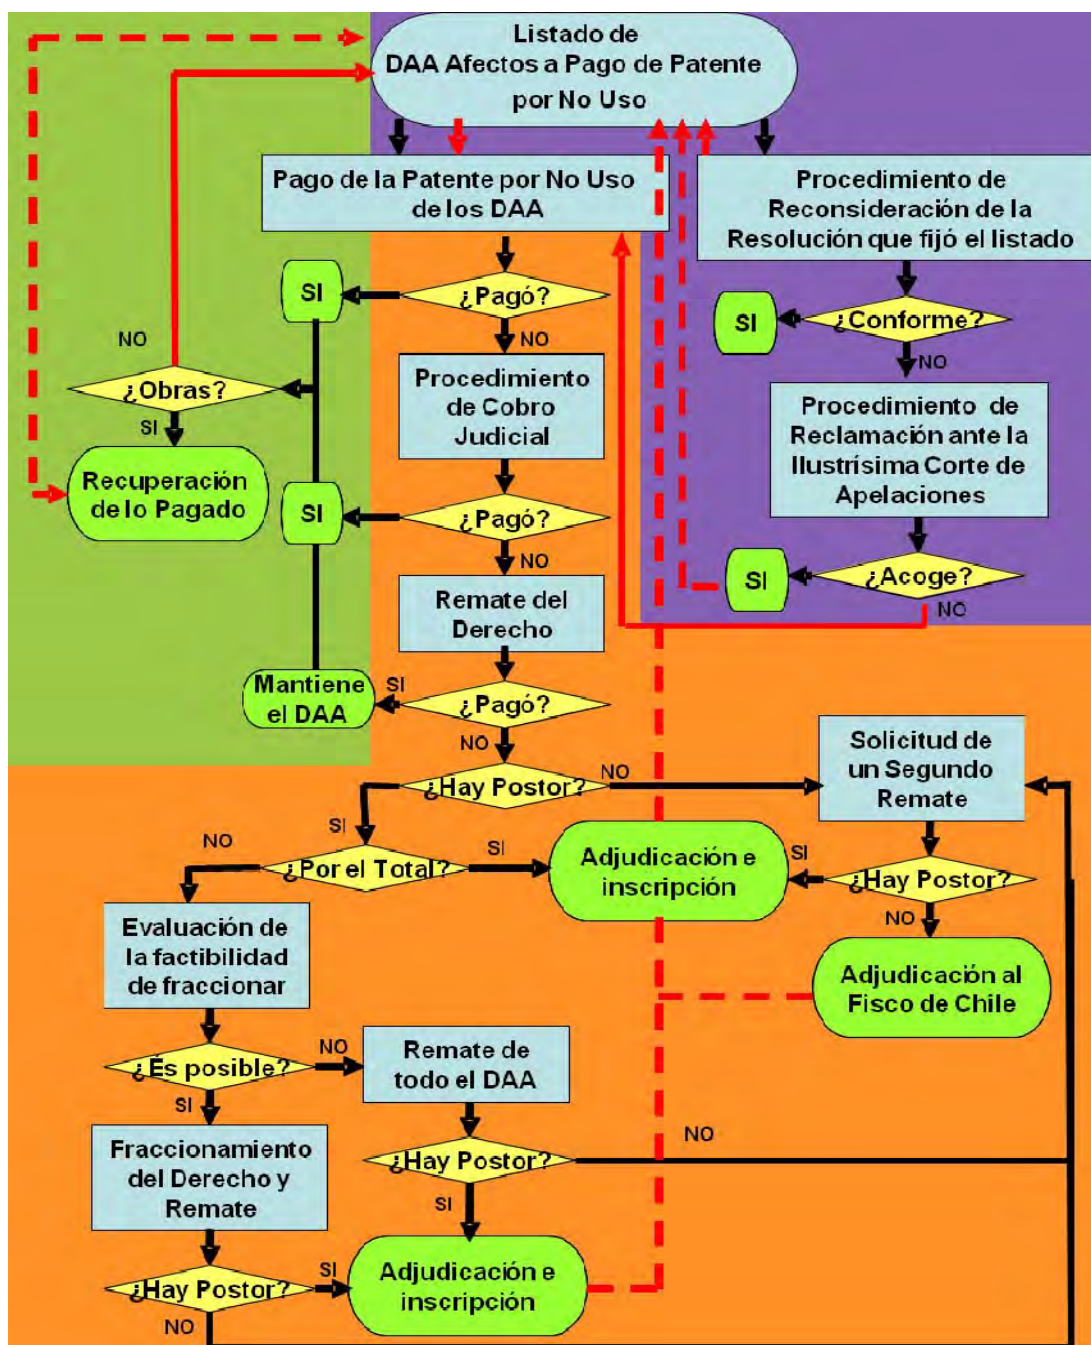 Listado de
DAA Afectos a Pago de Patente
por No Uso
Pago de la Patente por No Uso
de los DAA
Procedimiento de
Reconsideración de la
Resolución que fijó el listado
SI
¿Pagó?
SI
¿Conforme?
NO
NO
NO
¿Obras?
SI
Procedimiento
de Cobro
Judicial
Procedimiento de
Reclamación ante la
Ilustrísima Corte de
Apelaciones
Recuperación
de lo Pagado
SI
¿Pagó?
NO
SI
¿Acoge?
NO
Remate del
Derecho
Mantiene
el DAA
SI
¿Pagó?
NO
¿Hay Postor?
NO
Solicitud de
un Segundo
Remate
SI
NO
¿Por el Total?
SI
Adjudicación e
inscripción
SI
¿Hay Postor?
NO
Evaluación de
la factibilidad
de fraccionar
Adjudicación al
Fisco de Chile
¿És posible?
NO
SI
Remate de
todo el DAA
Fraccionamiento
del Derecho y
Remate
¿Hay Postor?
NO
SI
¿Hay Postor?
SI
NO
Adjudicación e
inscripción